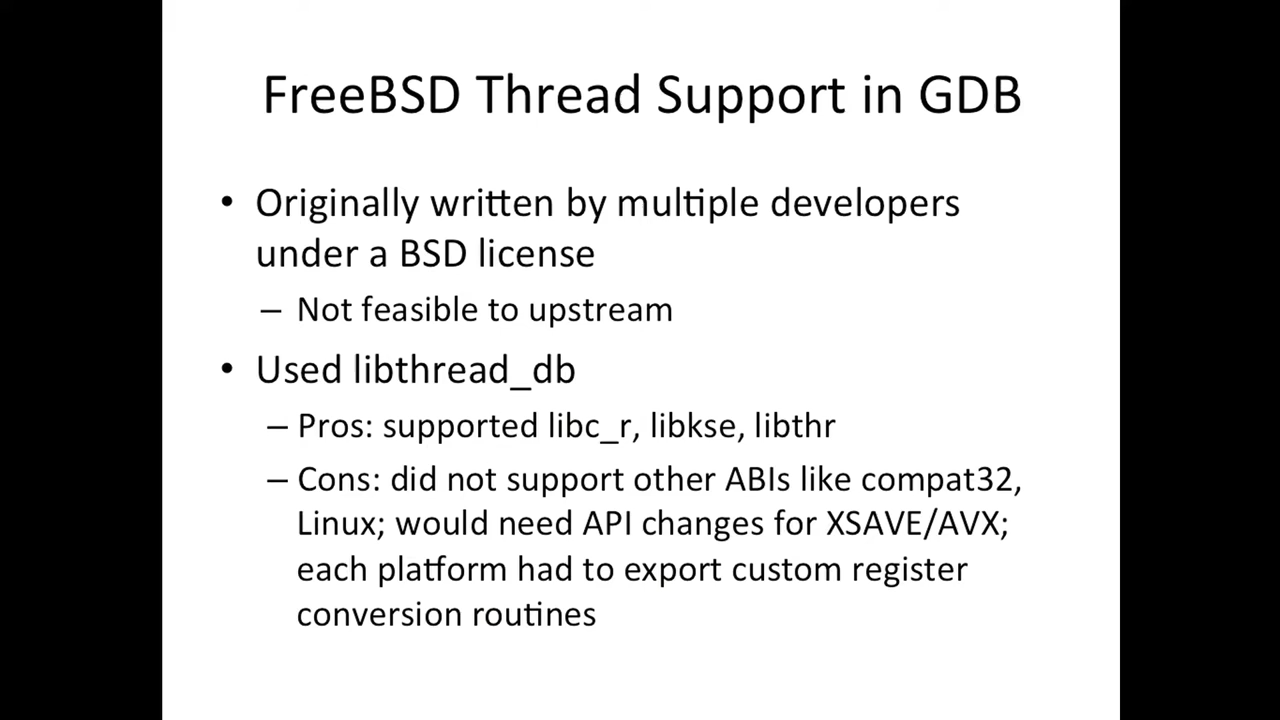 FreeBSD Thread Support in GDB
• Originally written by multiple developers
under a BSD license
– Not feasible to upstream
• Used libthread_db
– Pros: supported libc_r, libkse, libthr
– Cons: did not support other ABIs like compat32,
Linux; would need API changes for XSAVE/AVX;
each platform had to export custom register
conversion routines